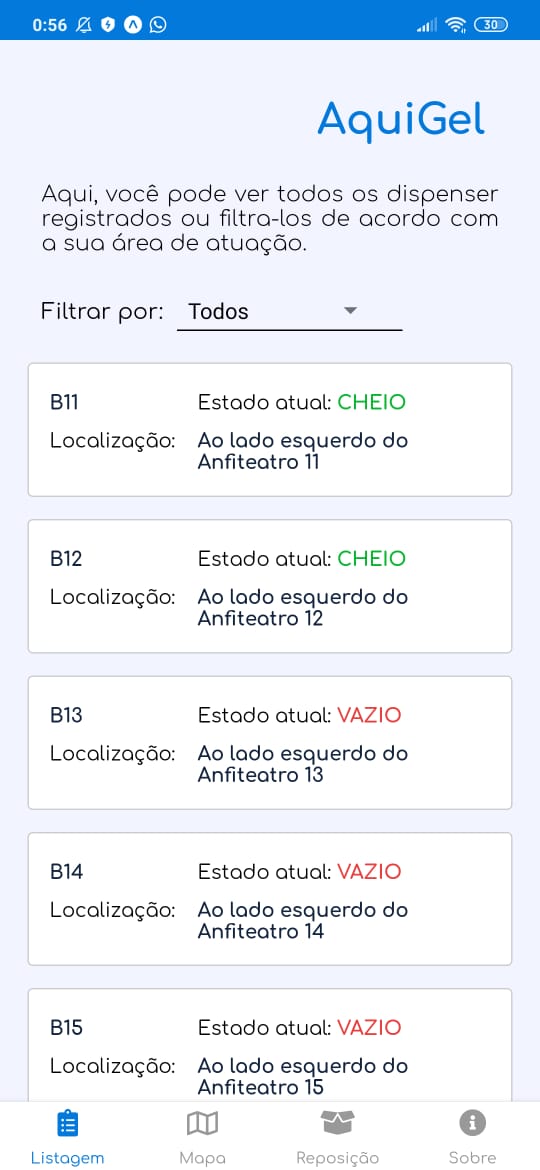 0:56
30
AquiGel
Aqui, você pode ver todos os dispenser
registrados ou filtra-los de acordo com
a sua área de atuação.
Filtrar por: Todos
B11 Estado atual: CHEIO
Localização: Ao lado esquerdo do
Anfiteatro 11
B12 Estado atual: CHEIO
Localização: Ao lado esquerdo do
Anfiteatro 12
B13 Estado atual: VAZIO
Localização: Ao lado esquerdo do
Anfiteatro 13
B14 Estado atual: VAZIO
Localização: Ao lado esquerdo do
Anfiteatro 14
B15 Estado atual: VAZIO
Localização: Ao lado esquerdo do
Anfiteatro 15
Listagem Mapa Reposição Sobre